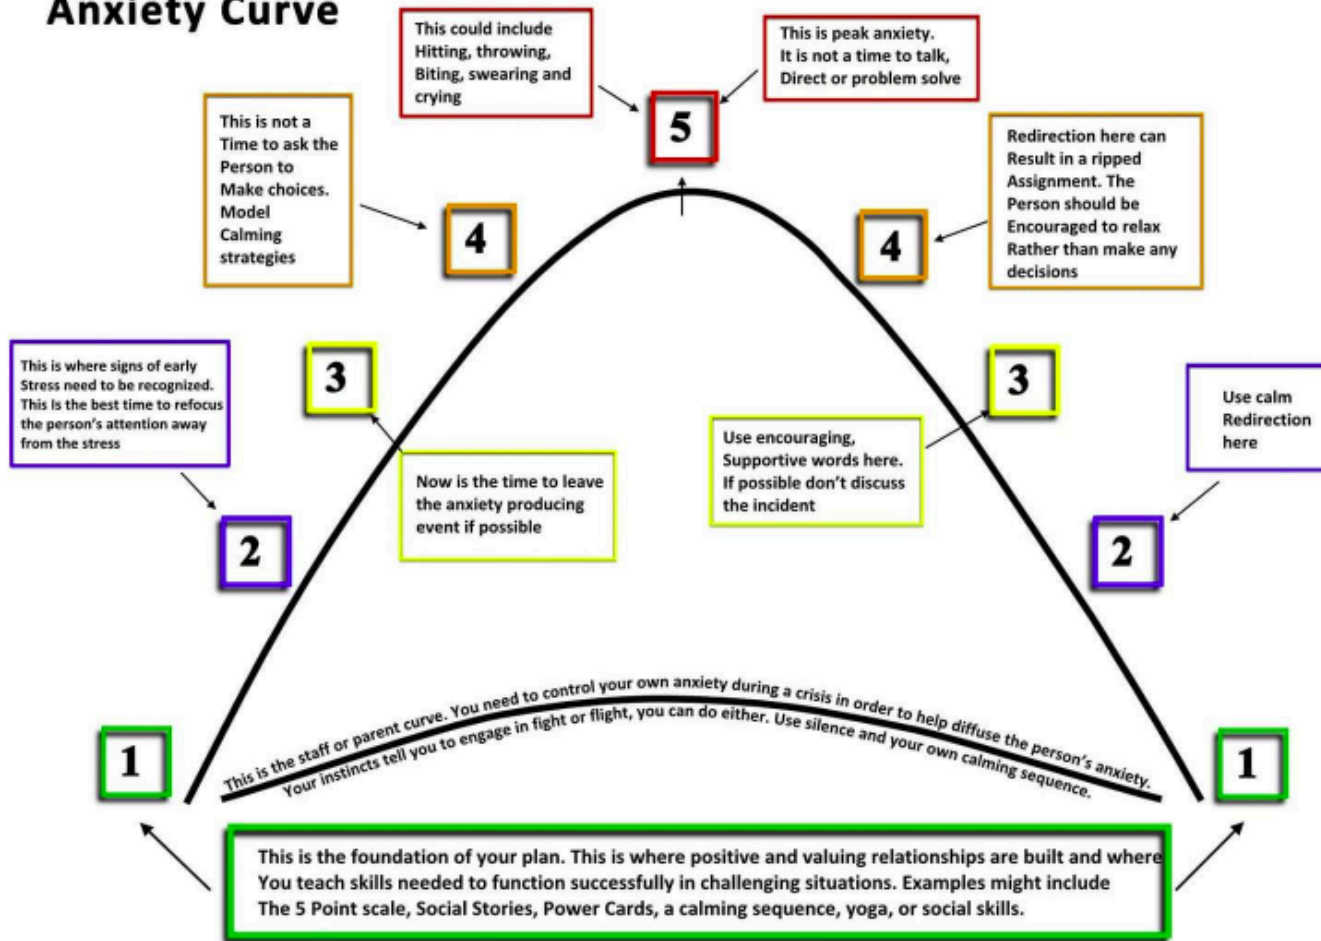 Anxiety Curve
This could include
Hitting, throwing,
Biting, swearing and
crying
This is peak anxiety.
It is not a time to talk,
Direct or problem solve
5
This is not a
Time to ask the
Person to
Make choices.
Model
Calming
strategies
4
4
Redirection here can
Result in a ripped
Assignment. The
Person should be
Encouraged to relax
Rather than make any
decisions
This is where signs of early
Stress need to be recognized.
This Is the best time to refocus
the person's attention away
from the stress
3
3
Use calm
Redirection
here
Now is the time to leave
the anxiety producing
event if possible
Use encouraging,
Supportive words here.
If possible don't discuss
the incident
2
2
This is the staff or parent curve. You need to control your own anxiety during a crisis in order to help diffuse the person's anxiety.
Your instincts tell you to engage in fight or flight, you can do either. Use silence and your own calming sequence.
1
1
This is the foundation of your plan. This is where positive and valuing relationships are built and where
You teach skills needed to function successfully in challenging situations. Examples might include
The 5 Point scale, Social Stories, Power Cards, a calming sequence, yoga, or social skills.